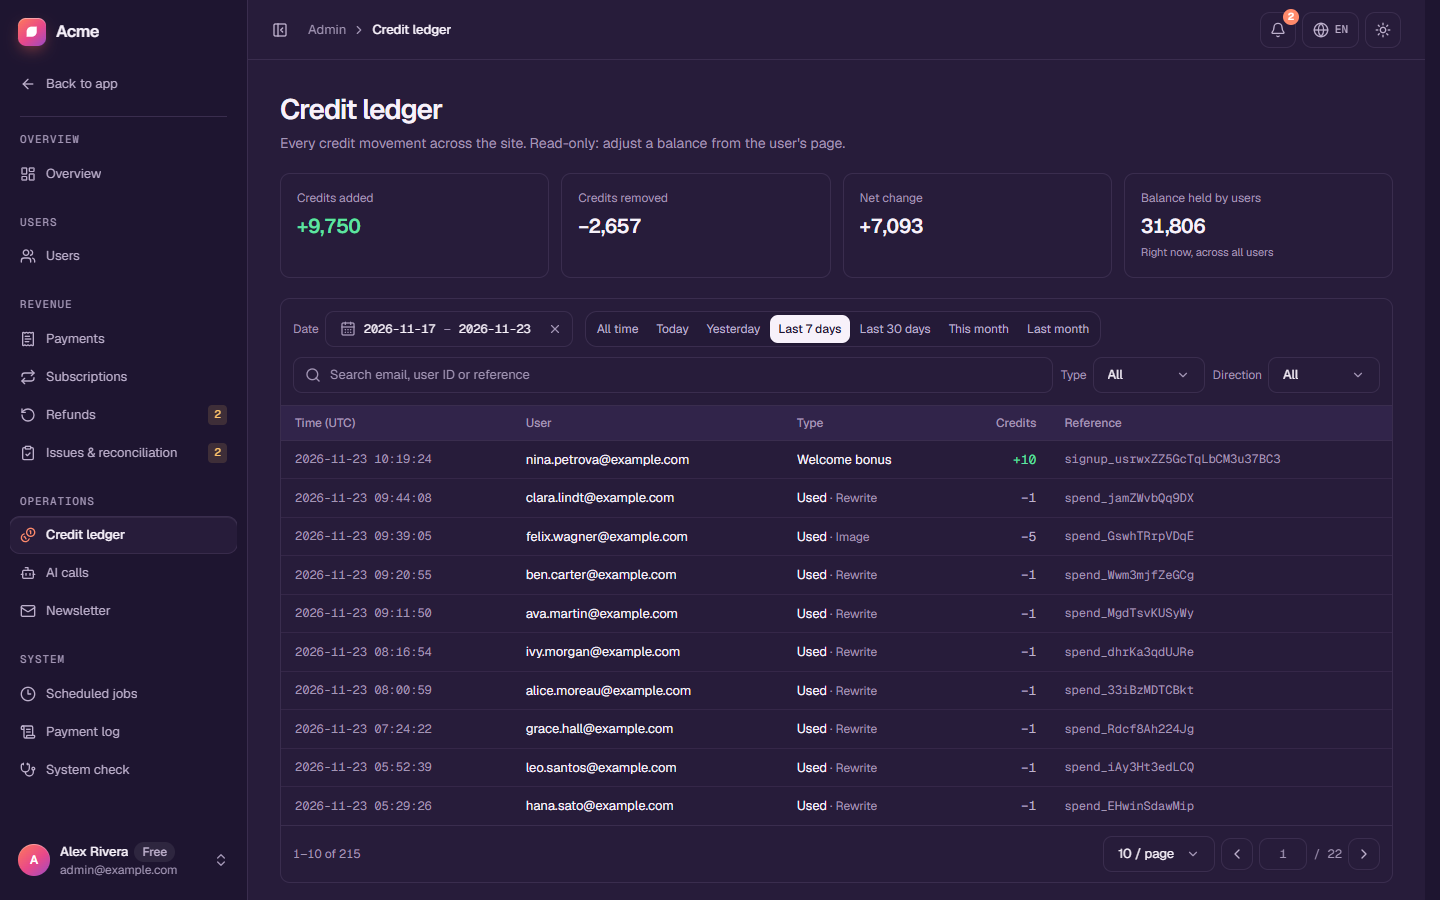 Acme
Back to app
OVERVIEW
Overview
USERS
Users
REVENUE
Payments
Subscriptions
Refunds 2
Issues & reconciliation 2
OPERATIONS
Credit ledger
AI calls
Newsletter
SYSTEM
Scheduled jobs
Payment log
System check
A Alex Rivera Free
admin@example.com
Admin > Credit ledger
2 EN
Credit ledger
Every credit movement across the site. Read-only: adjust a balance from the user's page.
Credits added
+9,750
Credits removed
−2,657
Net change
+7,093
Balance held by users
31,806
Right now, across all users
Date 2026-11-17 – 2026-11-23 All time Today Yesterday Last 7 days Last 30 days This month Last month
Search email, user ID or reference Type All Direction All
Time (UTC) User Type Credits Reference
2026-11-23 10:19:24 nina.petrova@example.com Welcome bonus +10 signup_usrwxZZ5GcTqLbCM3u37BC3
2026-11-23 09:44:08 clara.lindt@example.com Used · Rewrite −1 spend_jamZWvbQq9DX
2026-11-23 09:39:05 felix.wagner@example.com Used · Image −5 spend_GswhTRrpVDqE
2026-11-23 09:20:55 ben.carter@example.com Used · Rewrite −1 spend_Wwm3mjfZeGCg
2026-11-23 09:11:50 ava.martin@example.com Used · Rewrite −1 spend_MgdTsvKUSyWy
2026-11-23 08:16:54 ivy.morgan@example.com Used · Rewrite −1 spend_dhrKa3qdUJRe
2026-11-23 08:00:59 alice.moreau@example.com Used · Rewrite −1 spend_33iBzMDTCBkt
2026-11-23 07:24:22 grace.hall@example.com Used · Rewrite −1 spend_Rdcf8Ah224Jg
2026-11-23 05:52:39 leo.santos@example.com Used · Rewrite −1 spend_iAy3Ht3edLCQ
2026-11-23 05:29:26 hana.sato@example.com Used · Rewrite −1 spend_EHwinSdawMip
1–10 of 215 10 / page 1 / 22